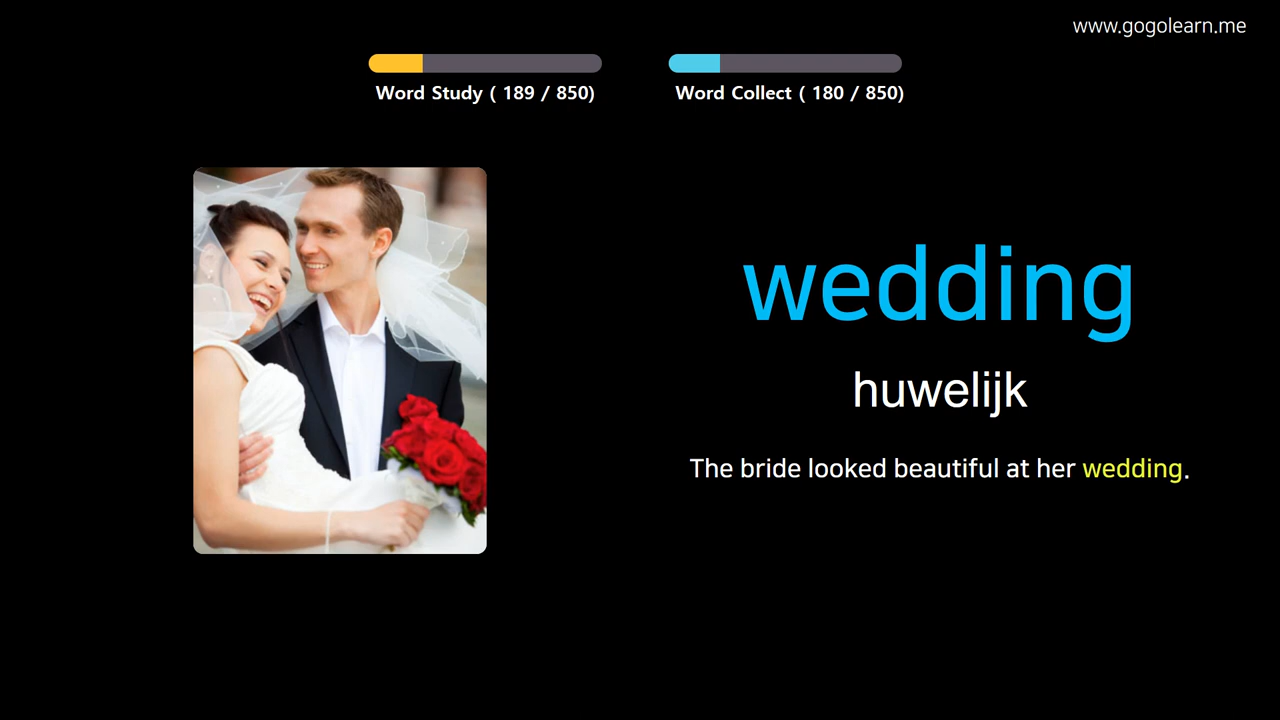 www.gogolearn.me
Word Study ( 189 / 850)
Word Collect ( 180 / 850)
wedding
huwelijk
The bride looked beautiful at her wedding.